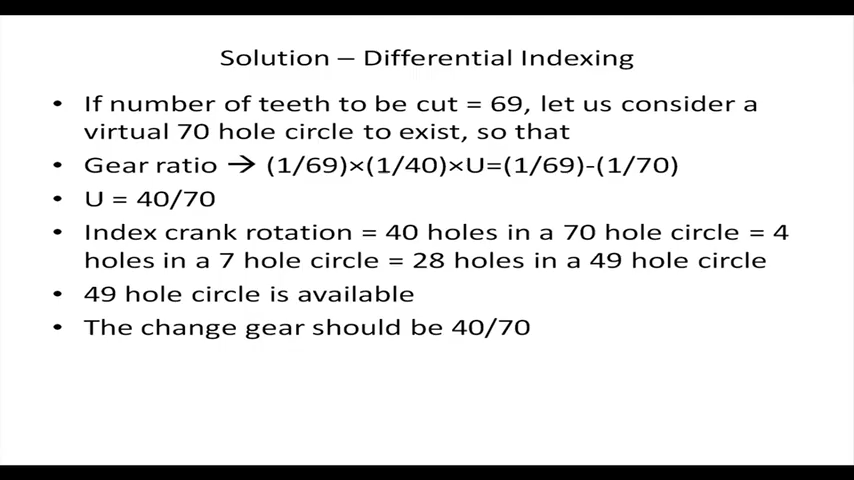 Solution – Differential Indexing
• If number of teeth to be cut = 69, let us consider a
virtual 70 hole circle to exist, so that
• Gear ratio → (1/69)×(1/40)×U=(1/69)-(1/70)
• U = 40/70
• Index crank rotation = 40 holes in a 70 hole circle = 4
holes in a 7 hole circle = 28 holes in a 49 hole circle
• 49 hole circle is available
• The change gear should be 40/70